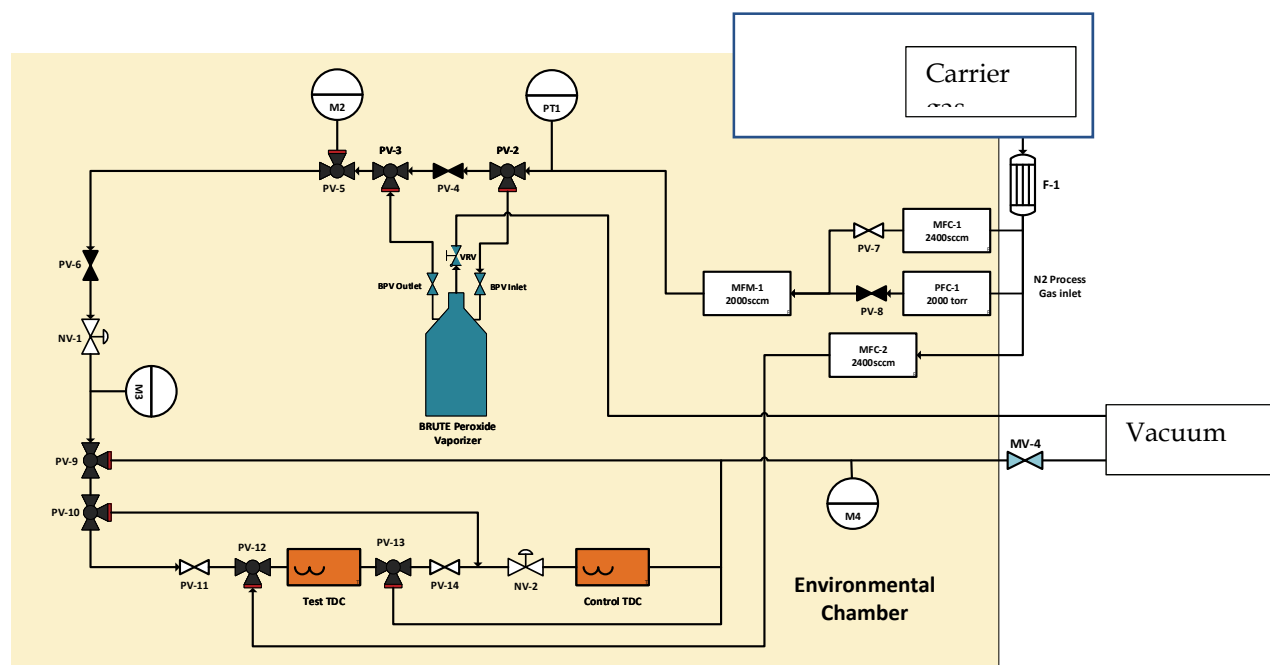 Carrier
gas
M2
PT1
PV-3
PV-2
PV-5
PV-4
F-1
MFC-1
2400sccm
PV-7
VRV
PV-6
BPV Outlet
BPV Inlet
MFM-1
2000sccm
PFC-1
2000 torr
N2 Process
Gas inlet
PV-8
NV-1
MFC-2
2400sccm
M3
BRUTE Peroxide
Vaporizer
Vacuum
MV-4
PV-9
PV-10
M4
PV-12
PV-13
PV-11
PV-14
NV-2
Test TDC
Control TDC
Environmental
Chamber